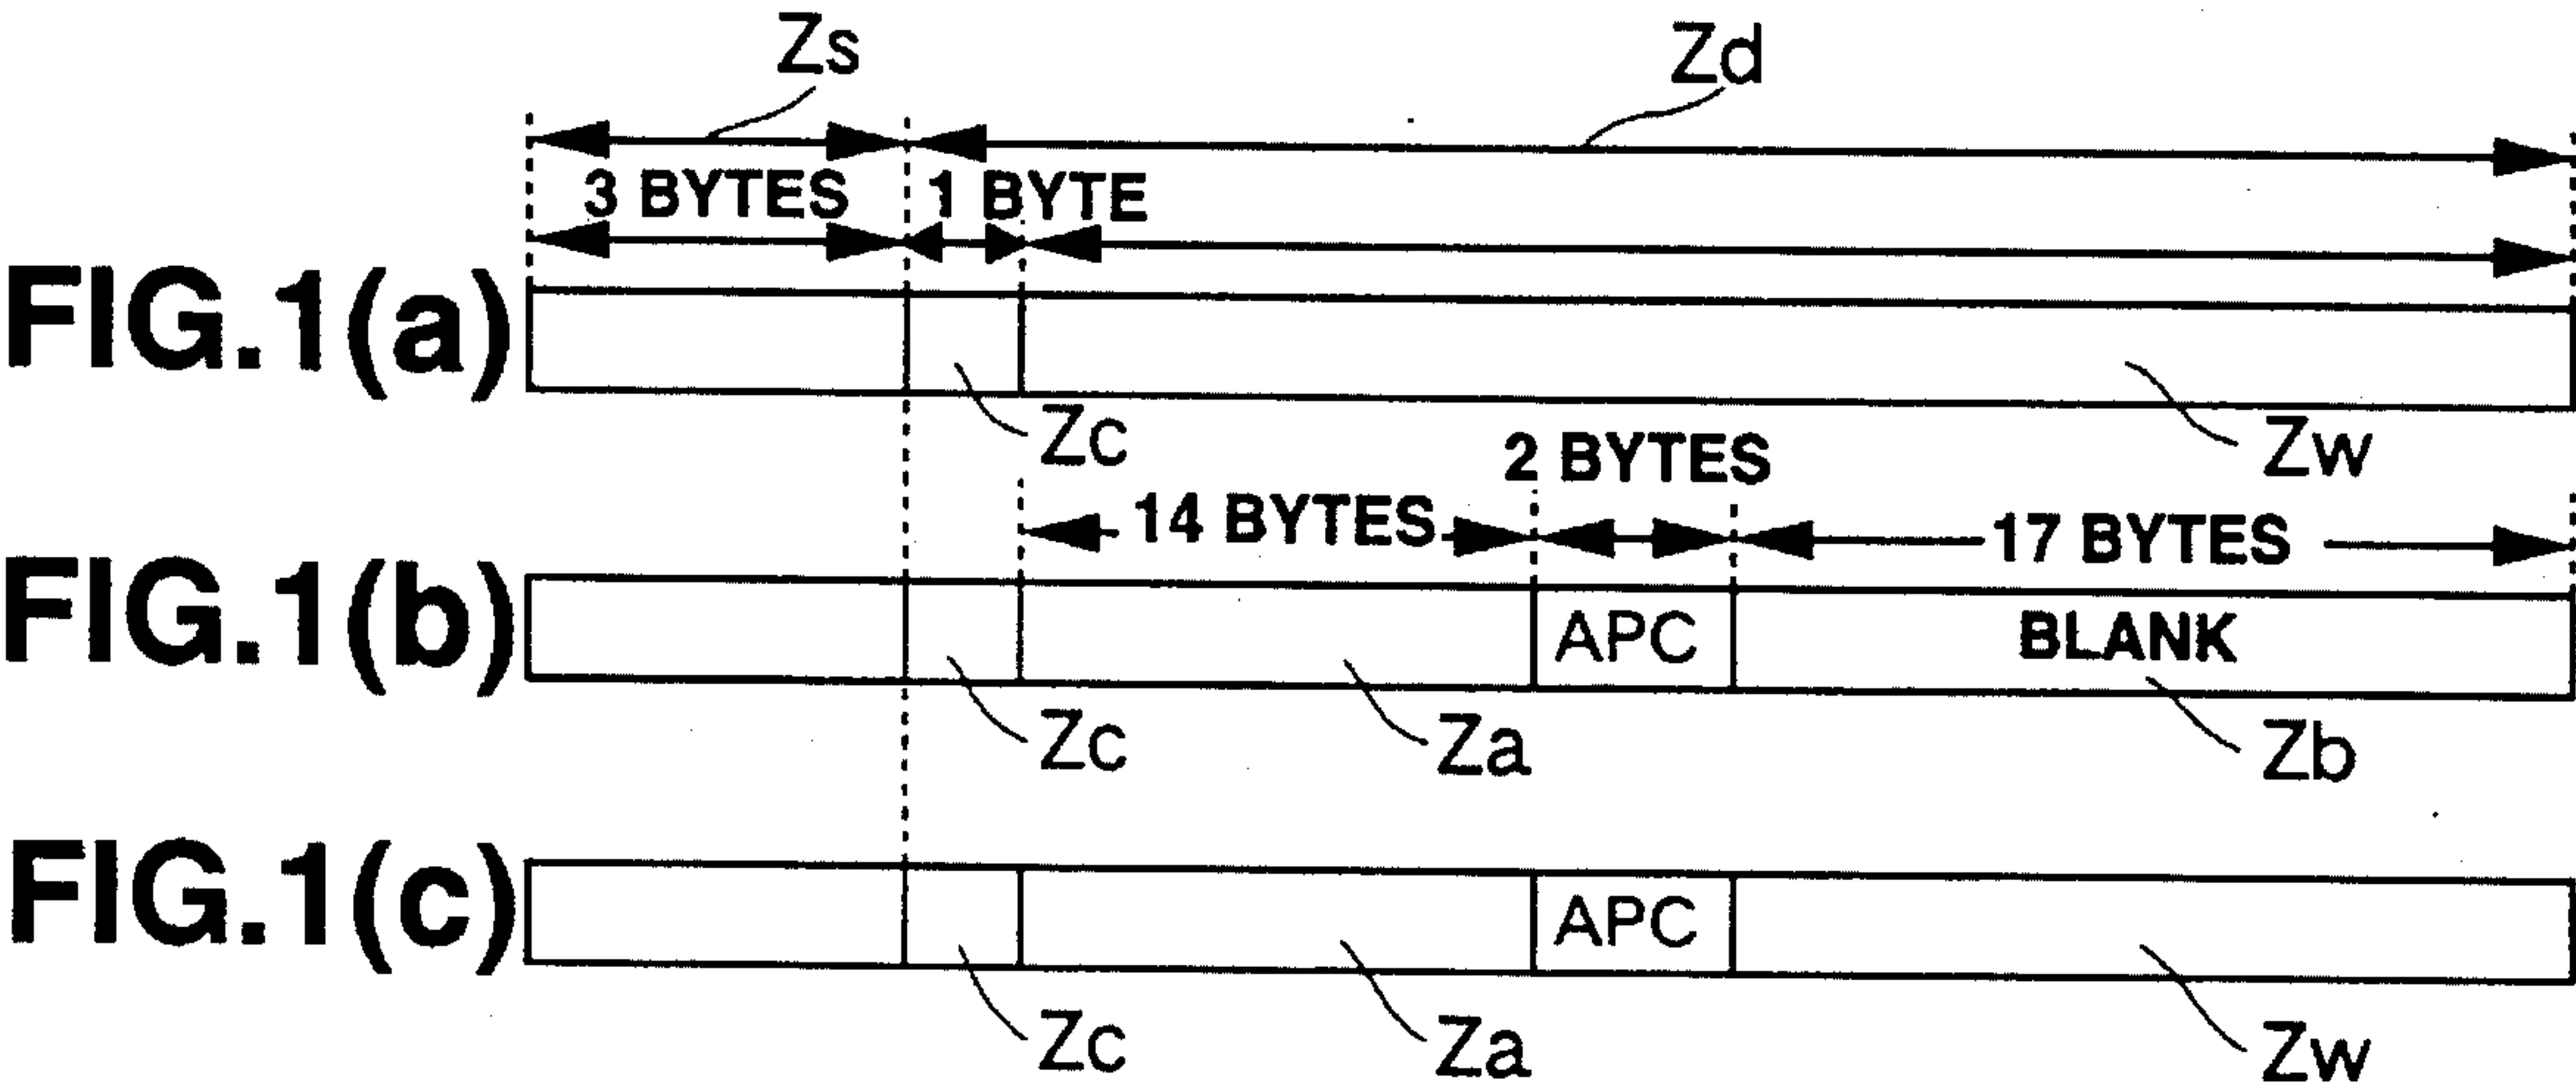 Zs Zd
3 BYTES 1 BYTE
FIG.1(a)
Zc Zw
2 BYTES
14 BYTES 17 BYTES
FIG.1(b) APC BLANK
Zc Za Zb
FIG.1(c) APC
Zc Za Zw